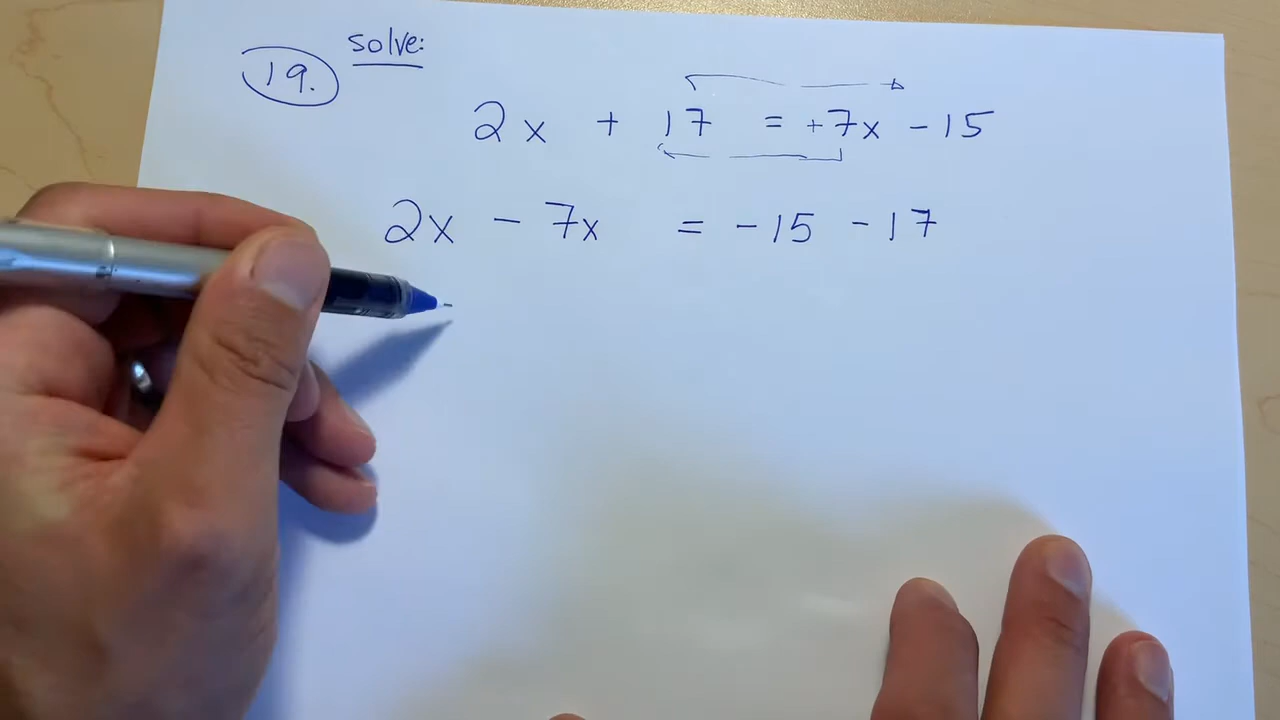 19. solve:
2x + 17 = +7x - 15
2x - 7x = -15 - 17